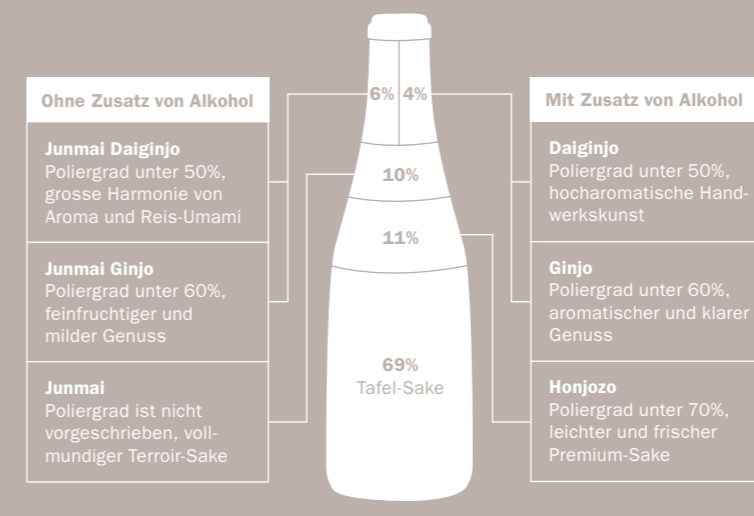 Ohne Zusatz von Alkohol
Junmai Daiginjo
Poliergrad unter 50%,
grosse Harmonie von
Aroma und Reis-Umami
Junmai Ginjo
Poliergrad unter 60%,
feinfruchtiger und
milder Genuss
Junmai
Poliergrad ist nicht
vorgeschrieben, voll-
mundiger Terroir-Sake
6% 4%
10%
11%
69%
Tafel-Sake
Mit Zusatz von Alkohol
Daiginjo
Poliergrad unter 50%,
hocharomatische Hand-
werkskunst
Ginjo
Poliergrad unter 60%,
aromatischer und klarer
Genuss
Honjozo
Poliergrad unter 70%,
leichter und frischer
Premium-Sake